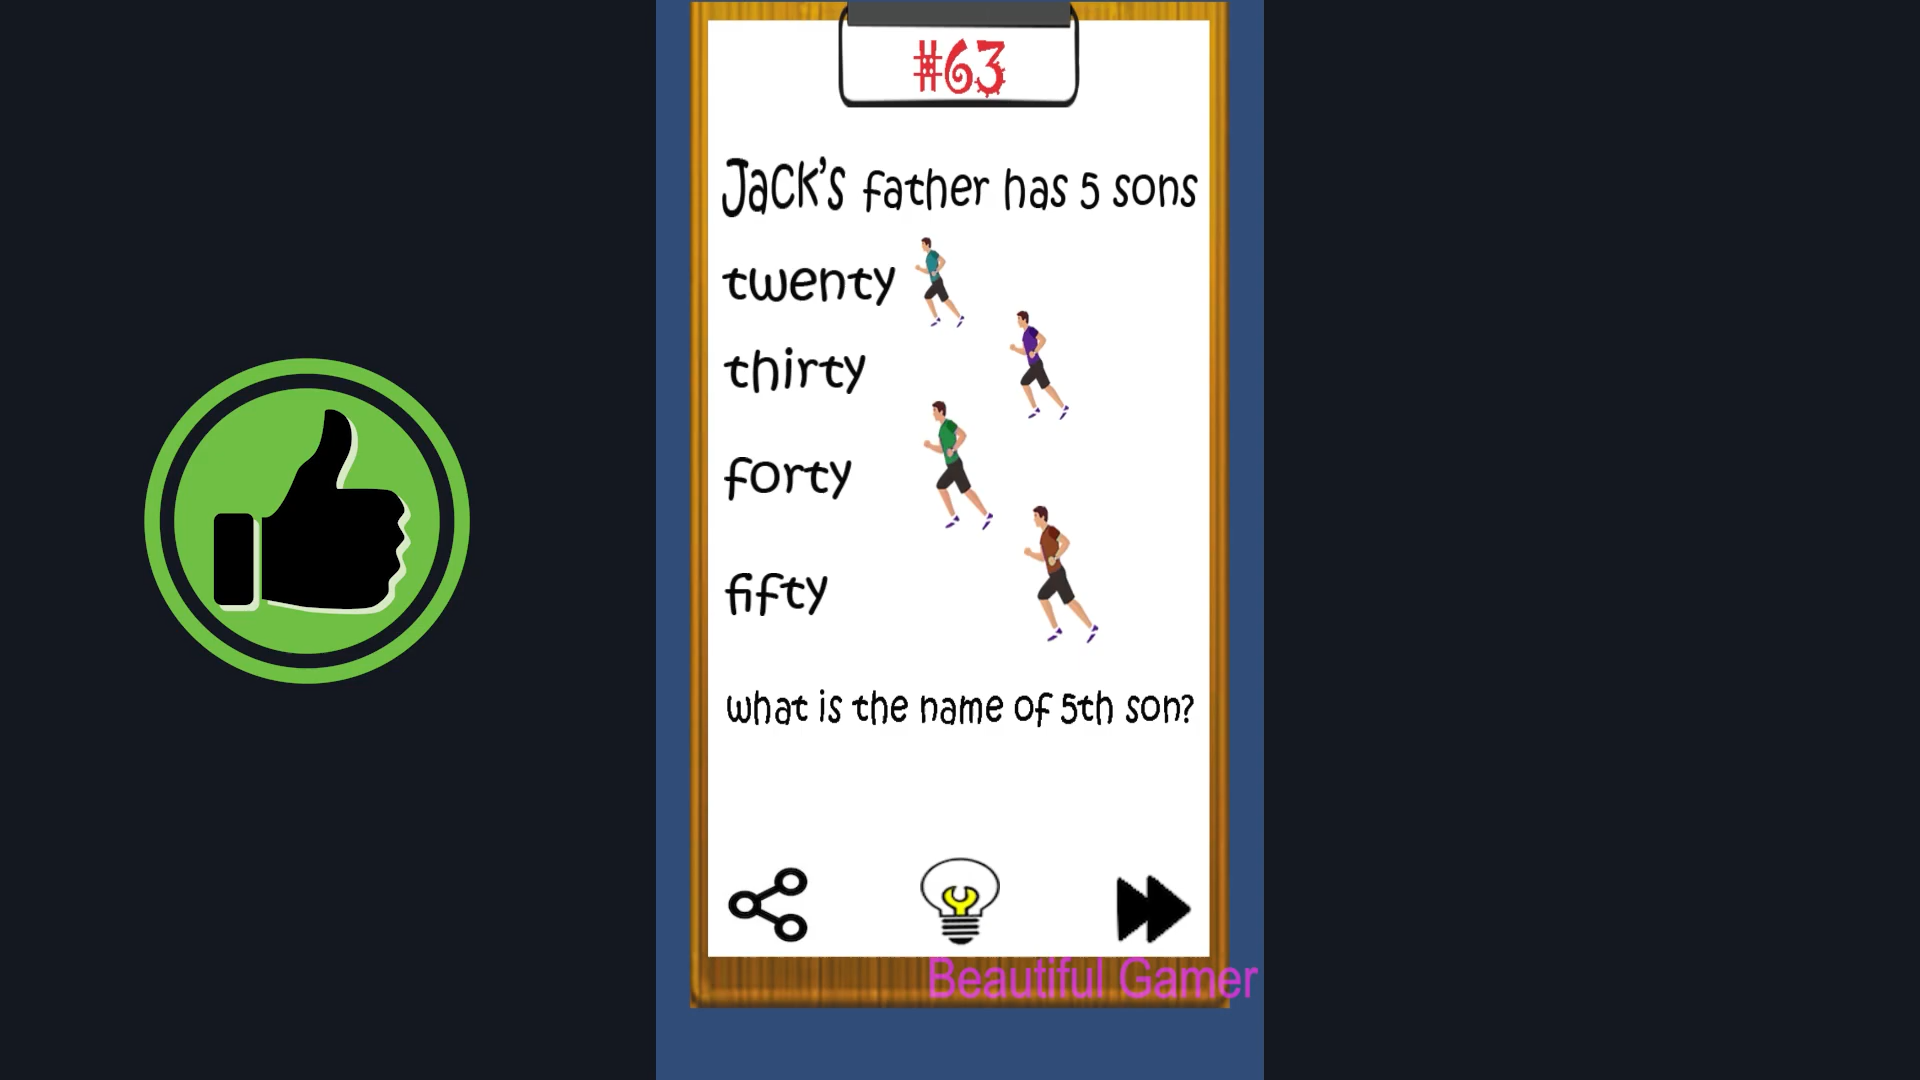 #63
Jack's father has 5 sons
twenty
thirty
forty
fifty
what is the name of 5th son?
Beautiful Gamer